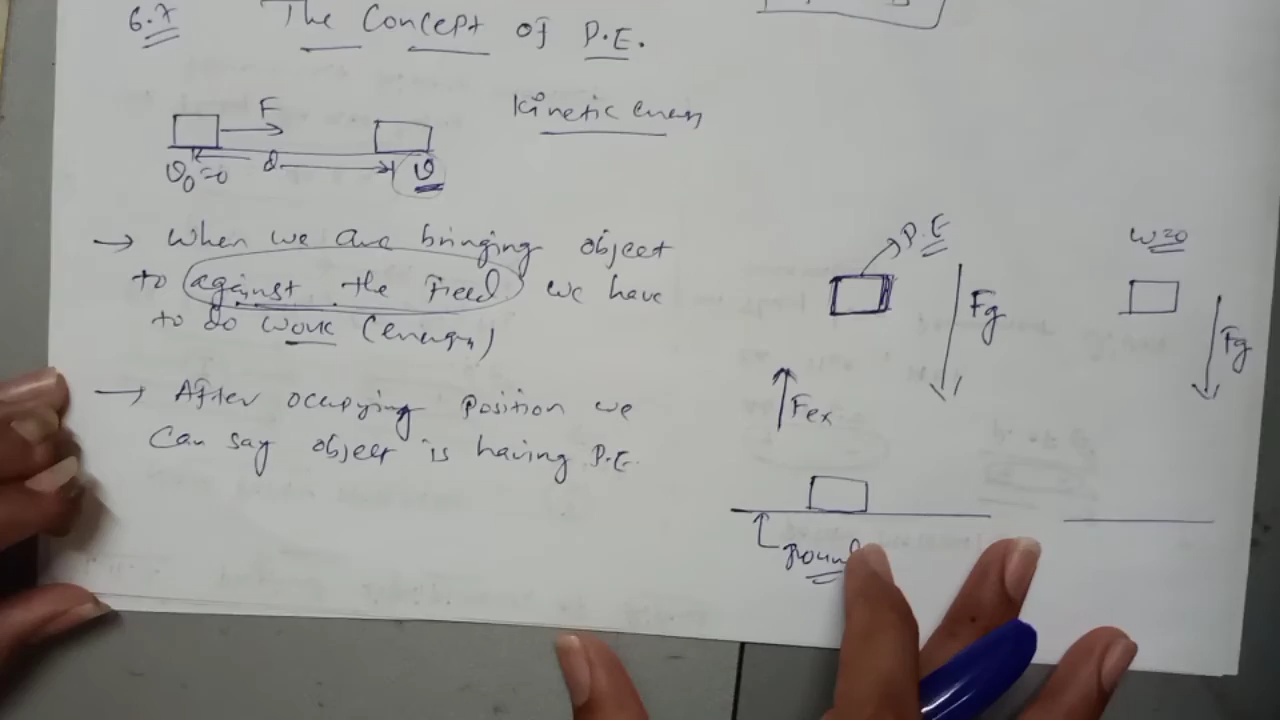 6.7 The Concept of P.E.
Kinetic energy
F
d
v₀=0
v
→ When we are bringing object
to against the Field we have
to do work (energy)
→ After occupying position we
can say object is having P.E.
P.E
Fg
Fex
ground
w=0
Fg